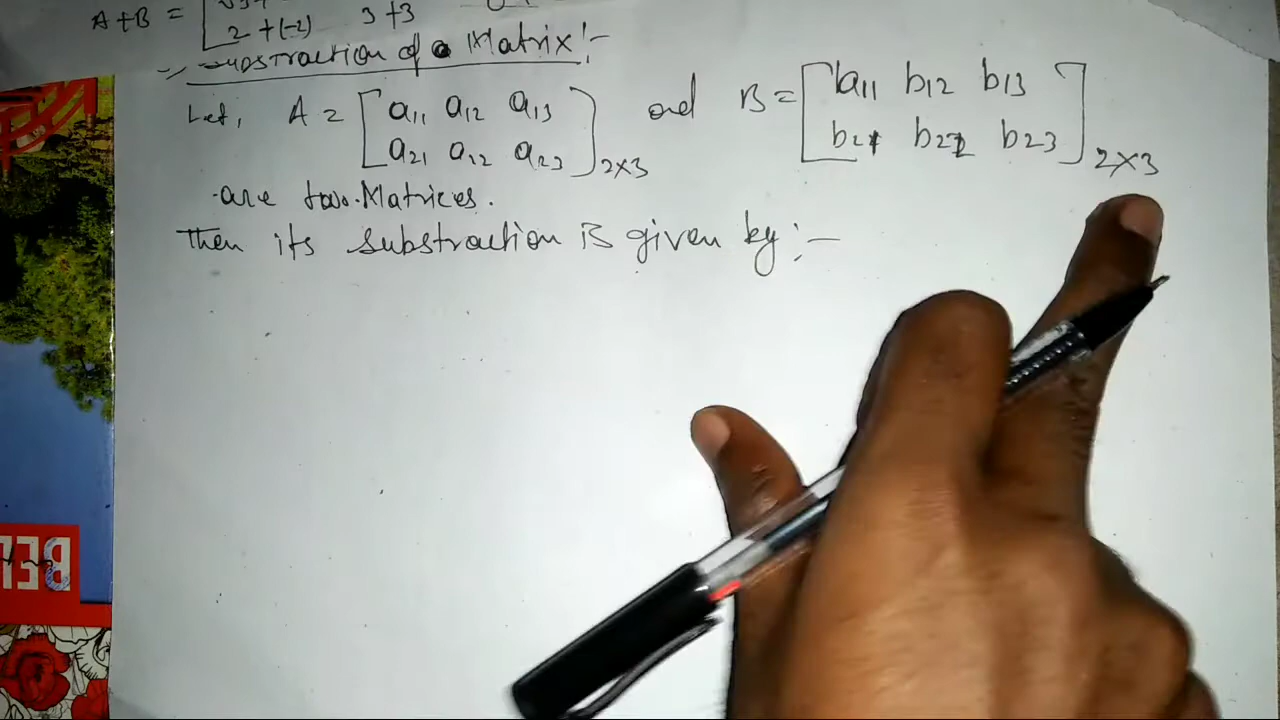 A+B = [
2+(-2) 3+3
Substraction of a Matrix:-
Let, A = [a11 a12 a13 and B = [b11 b12 b13
a21 a12 a23]2×3 b21 b22 b23]2×3
are two Matrices.
Then its substraction is given by:-
BEF